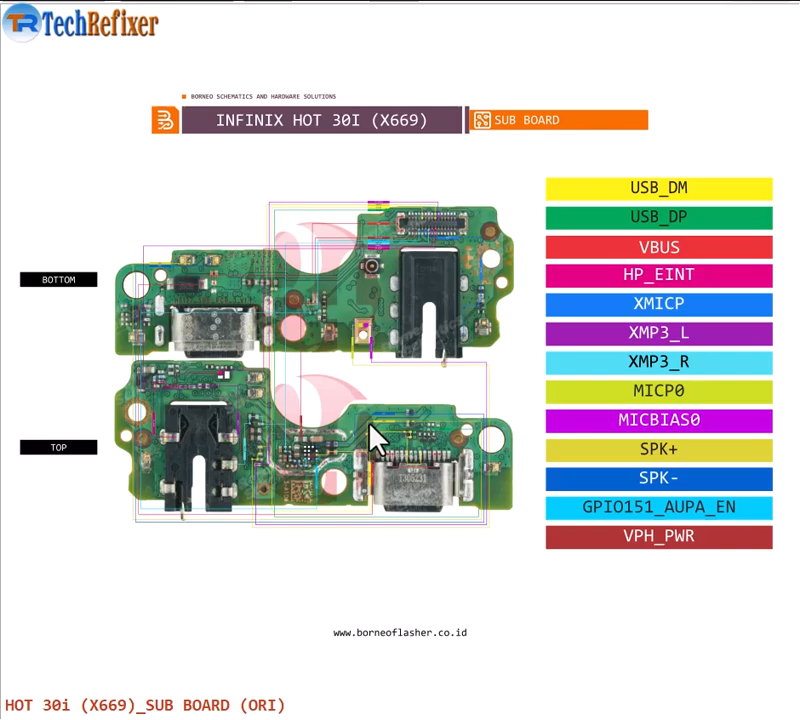 TechRefixer
BORNEO SCHEMATICS AND HARDWARE SOLUTIONS
INFINIX HOT 30I (X669)
SUB BOARD
USB_DM
USB_DP
VBUS
HP_EINT
XMICP
XMP3_L
XMP3_R
MICP0
MICBIAS0
SPK+
SPK-
GPIO151_AUPA_EN
VPH_PWR
BOTTOM
TOP
www.borneoflasher.co.id
HOT 30i (X669)_SUB BOARD (ORI)